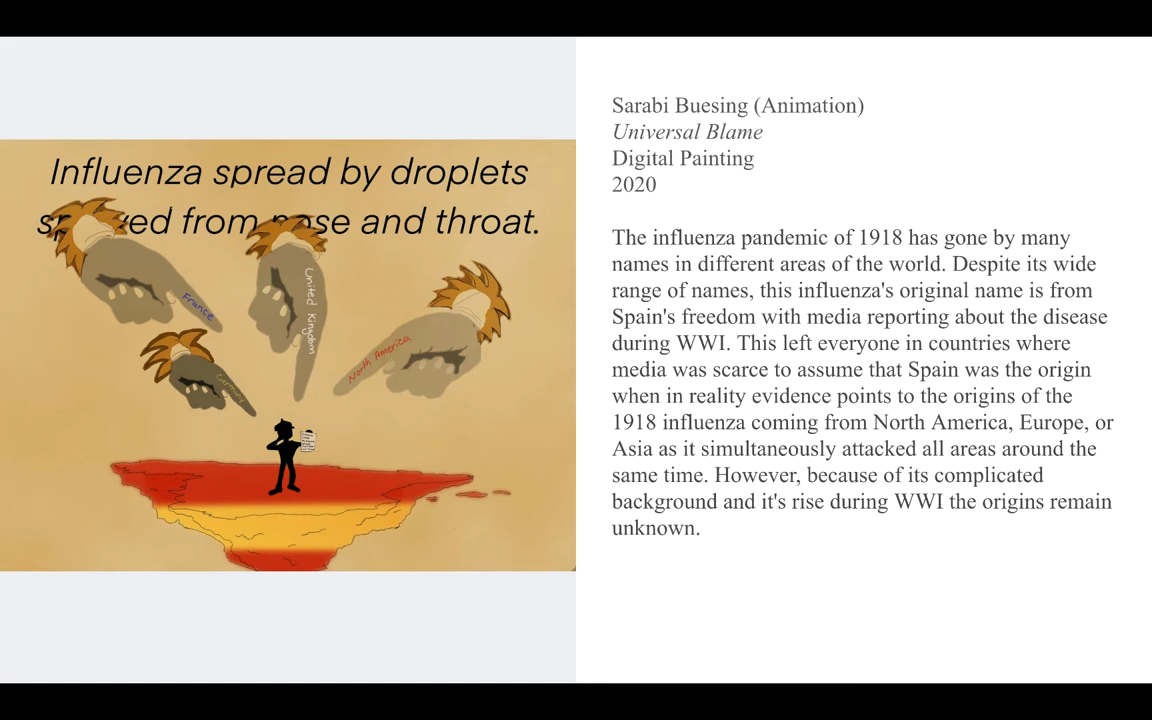 Influenza spread by droplets
sprayed from nose and throat.
France
United Kingdom
North America
Germany
Sarabi Buesing (Animation)
Universal Blame
Digital Painting
2020
The influenza pandemic of 1918 has gone by many
names in different areas of the world. Despite its wide
range of names, this influenza's original name is from
Spain's freedom with media reporting about the disease
during WWI. This left everyone in countries where
media was scarce to assume that Spain was the origin
when in reality evidence points to the origins of the
1918 influenza coming from North America, Europe, or
Asia as it simultaneously attacked all areas around the
same time. However, because of its complicated
background and it's rise during WWI the origins remain
unknown.